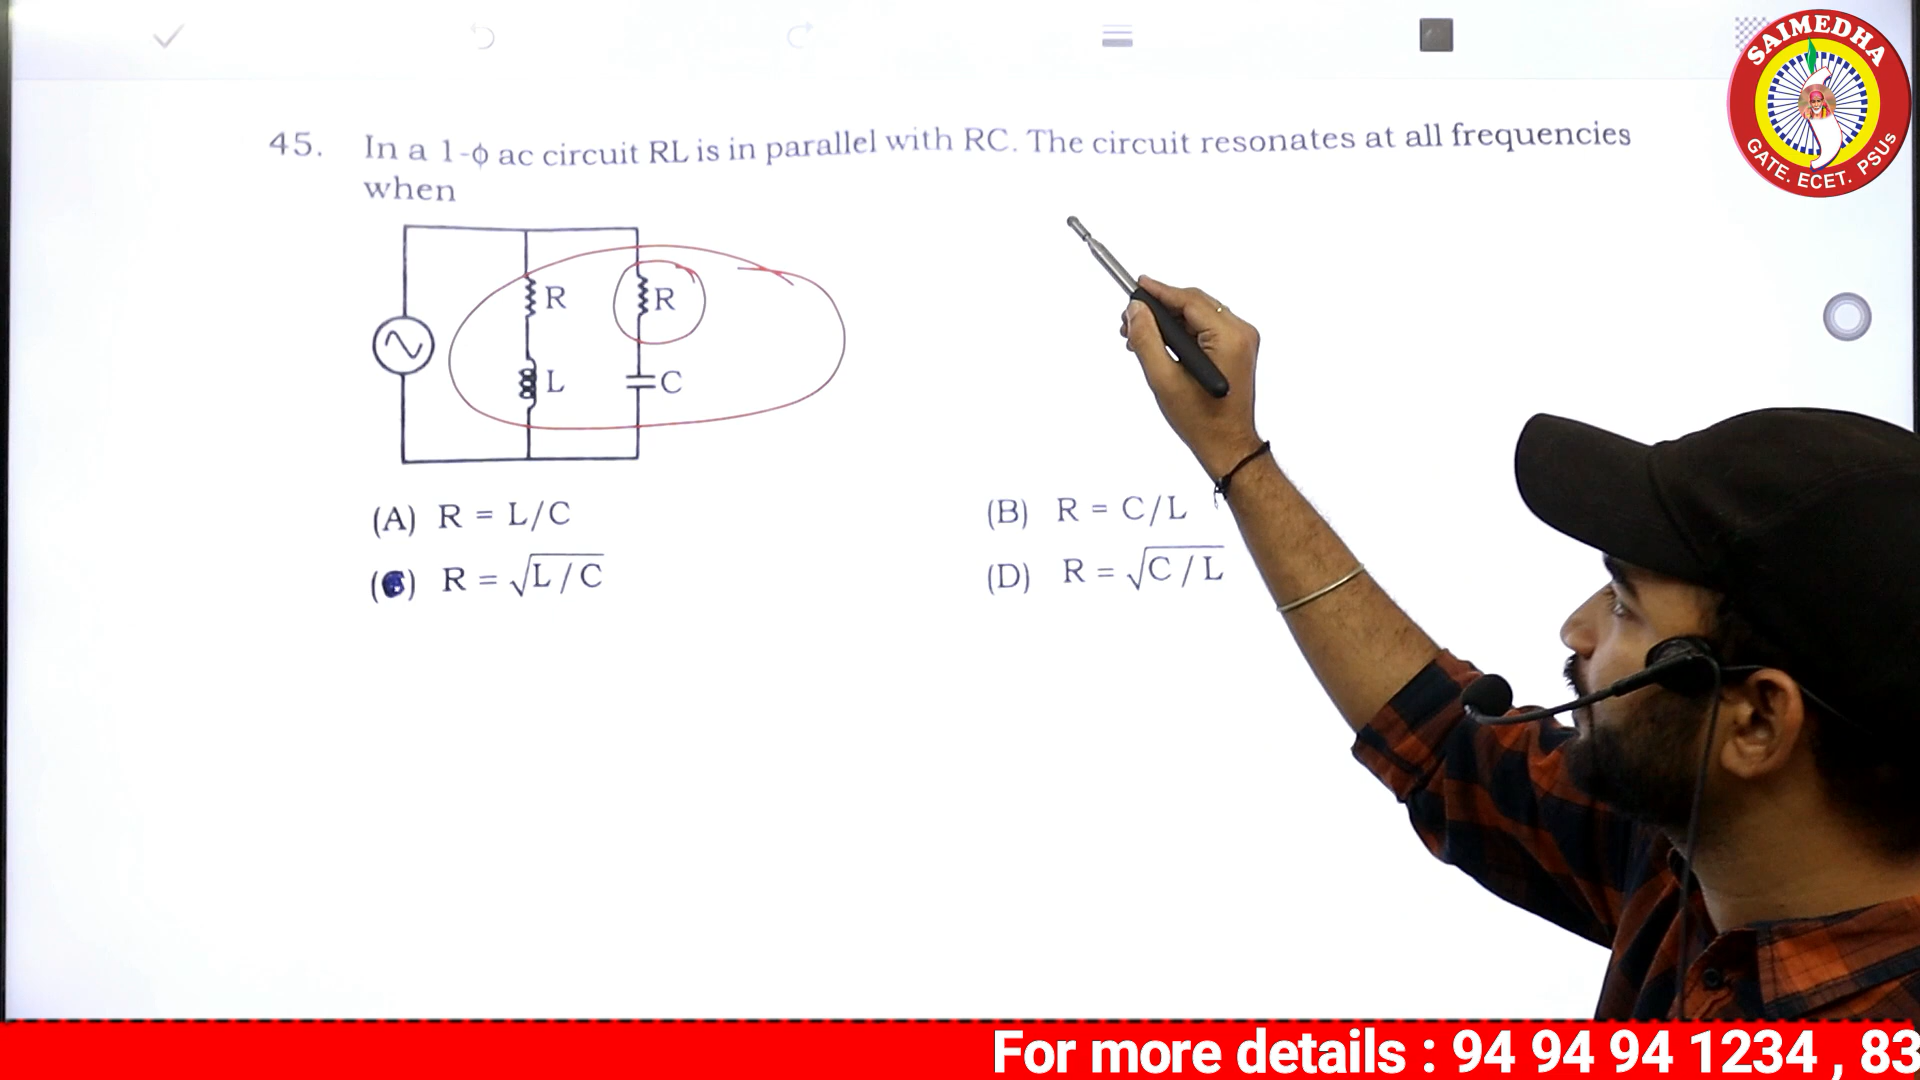 SAIMEDHA
GATE. ECET. PSUs
45. In a 1-ϕ ac circuit RL is in parallel with RC. The circuit resonates at all frequencies
when
R R
L C
(A) R = L/C (B) R = C/L
(C) R = √L/C (D) R = √C/L
For more details : 94 94 94 1234 , 83